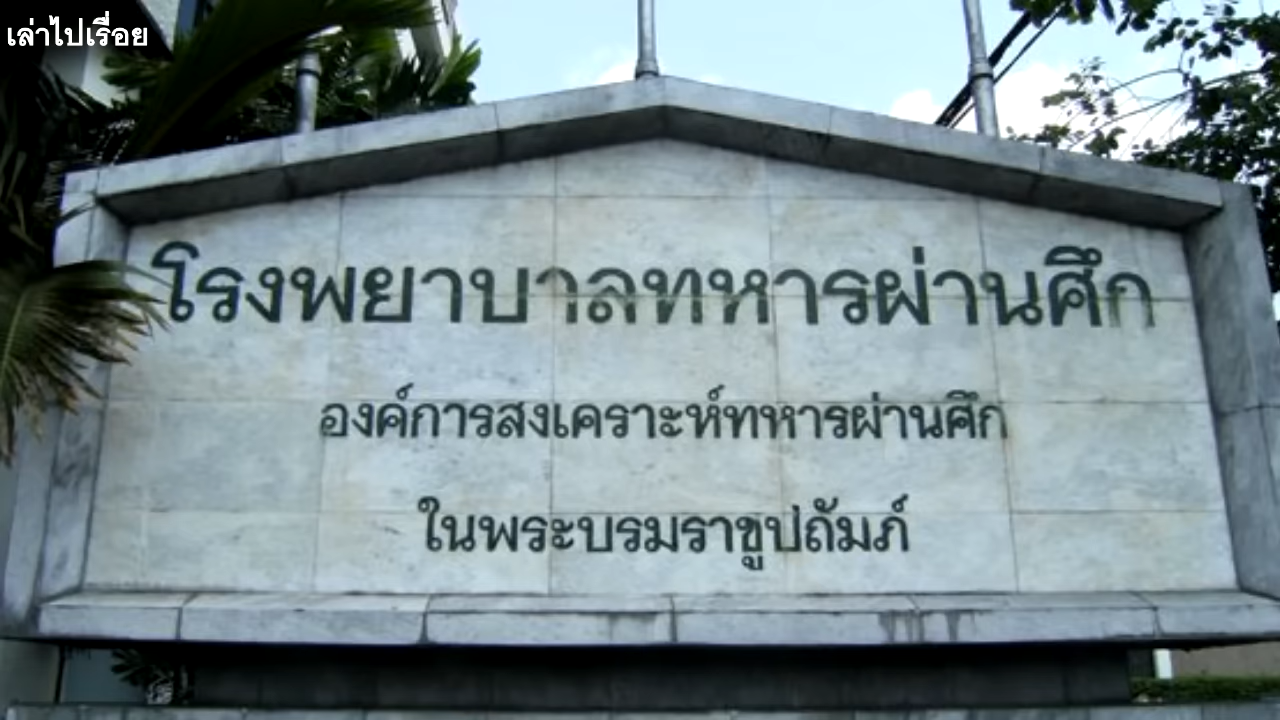 เล่าไปเรื่อย
โรงพยาบาลทหารผ่านศึก
องค์การสงเคราะห์ทหารผ่านศึก
ในพระบรมราชูปถัมภ์